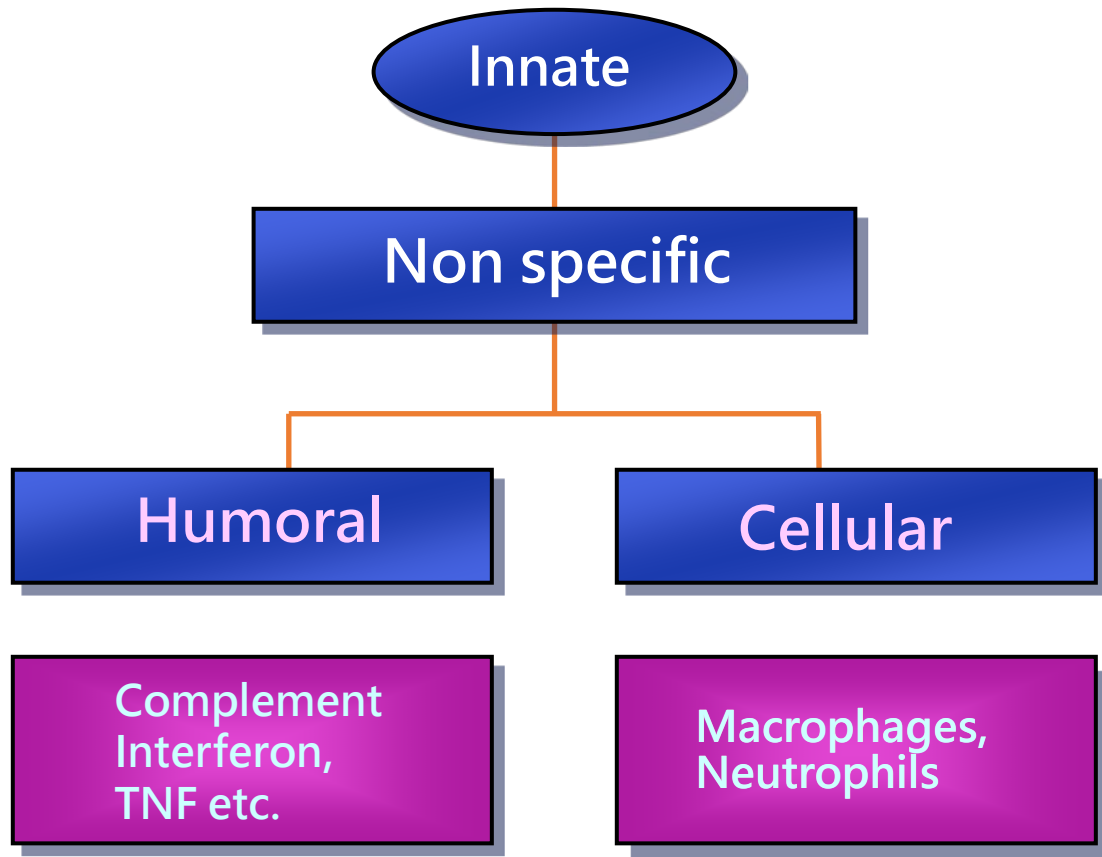 Innate
Non specific
Humoral
Cellular
Complement
Interferon,
TNF etc.
Macrophages,
Neutrophils